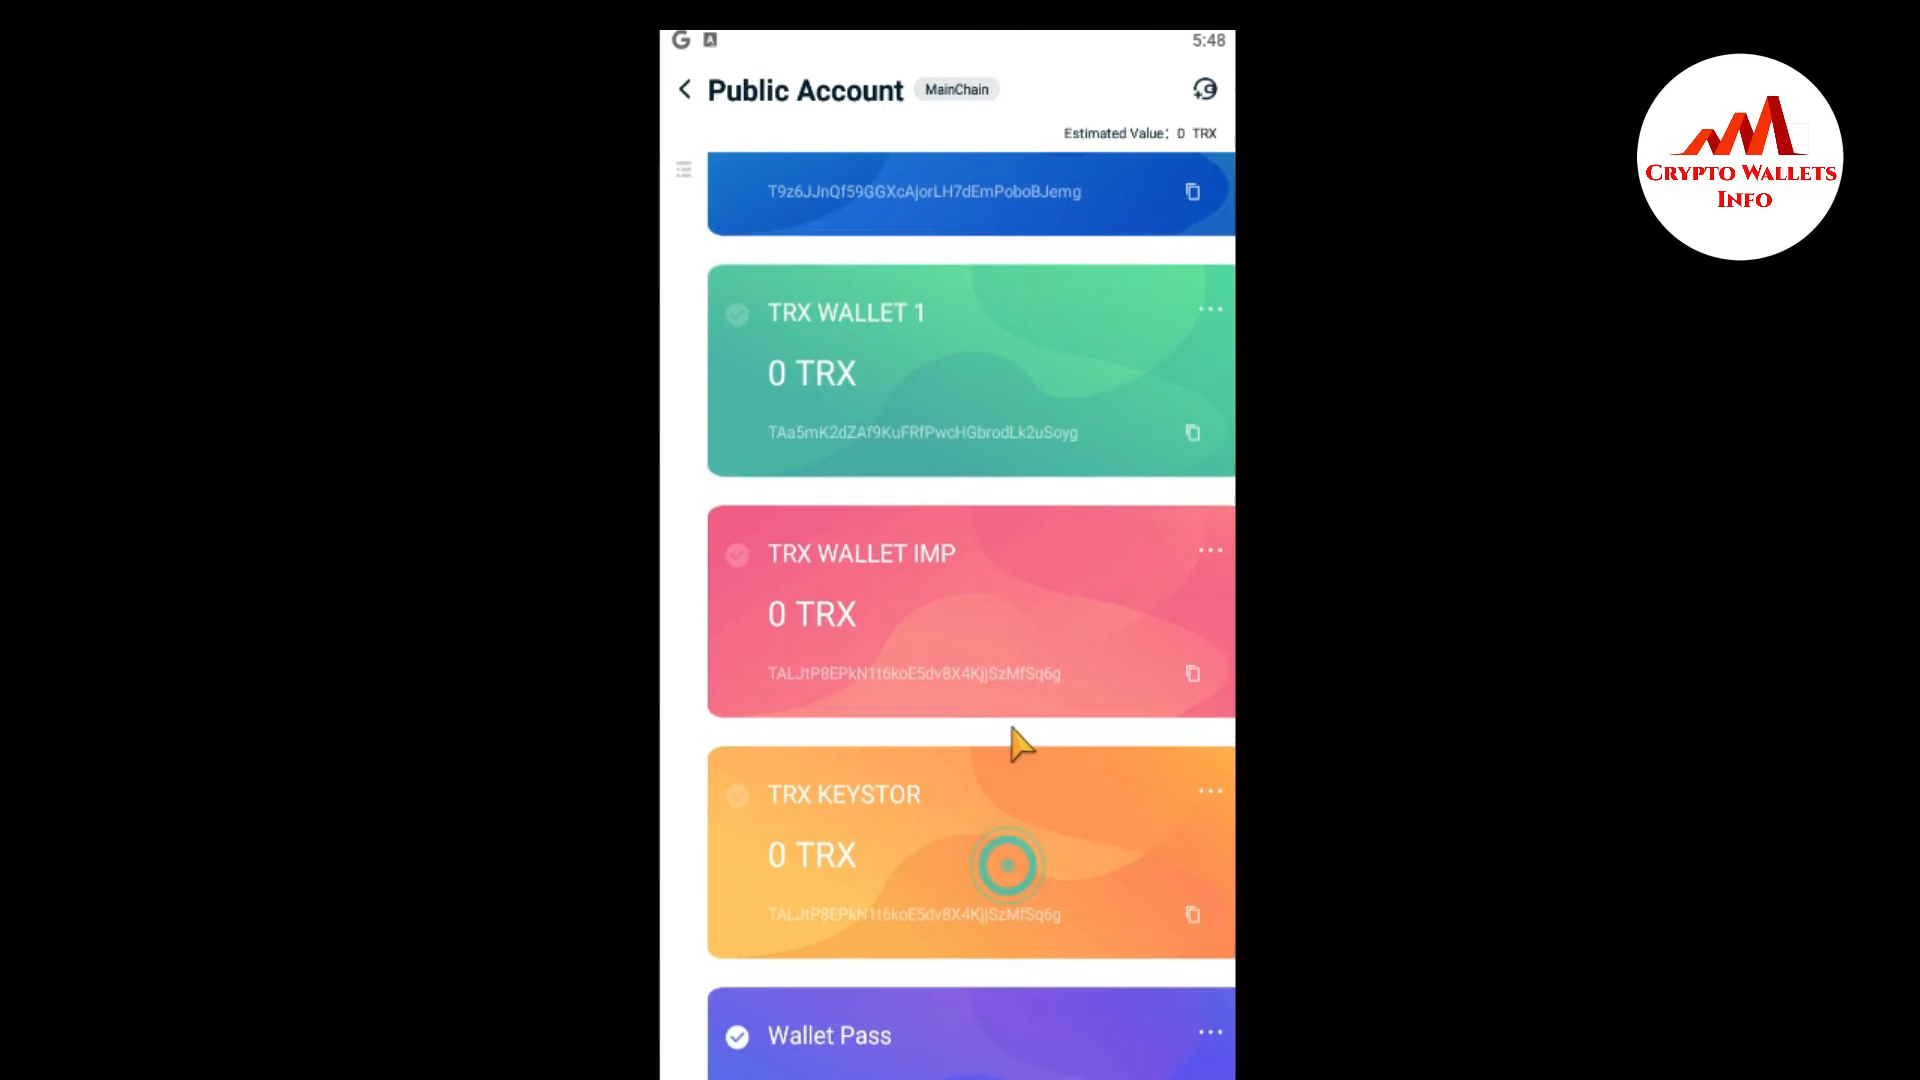 G A 5:48
Public Account MainChain
Estimated Value: 0 TRX
T9z6JJnQf59GGXcAjorLH7dEmPoboBJemg
TRX WALLET 1
0 TRX
TAa5mK2dZAf9KuFRfPwcHGbrodLk2uSoyg
TRX WALLET IMP
0 TRX
TALJtP8EPkN1t6koE5dv8X4KjjSzMfSq6g
TRX KEYSTOR
0 TRX
TALJtP8EPkN1t6koE5dv8X4KjjSzMfSq6g
Wallet Pass
CRYPTO WALLETS
INFO